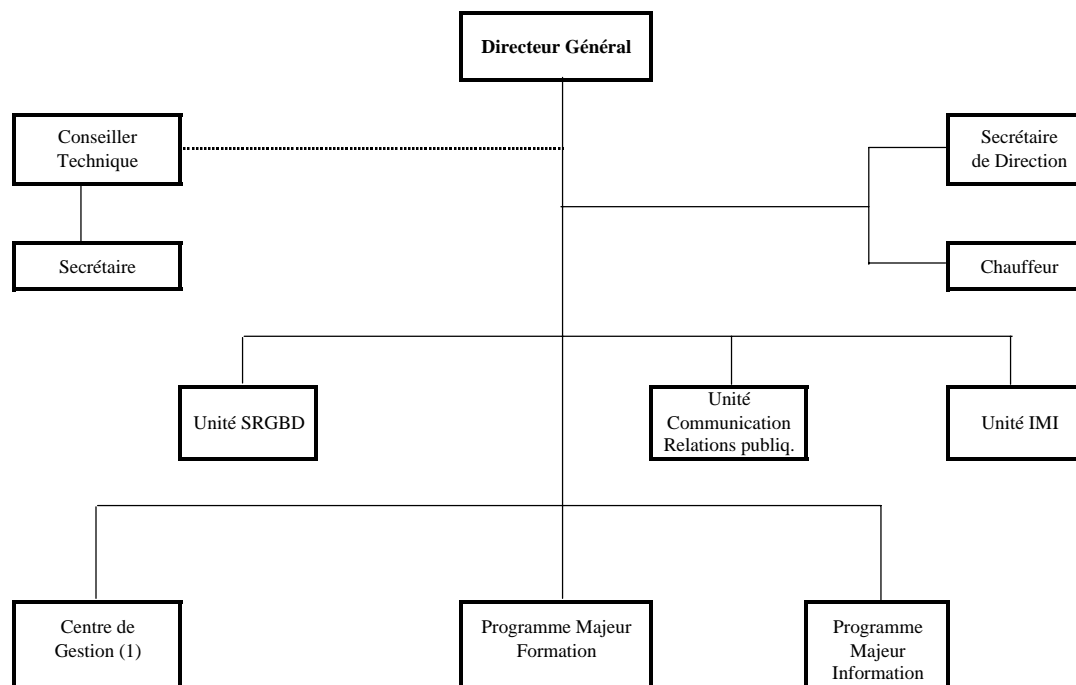 Directeur Général
Conseiller
Technique
Secrétaire
de Direction
Secrétaire
Chauffeur
Unité SRGBD
Unité
Communication
Relations publiq.
Unité IMI
Centre de
Gestion (1)
Programme Majeur
Formation
Programme
Majeur
Information